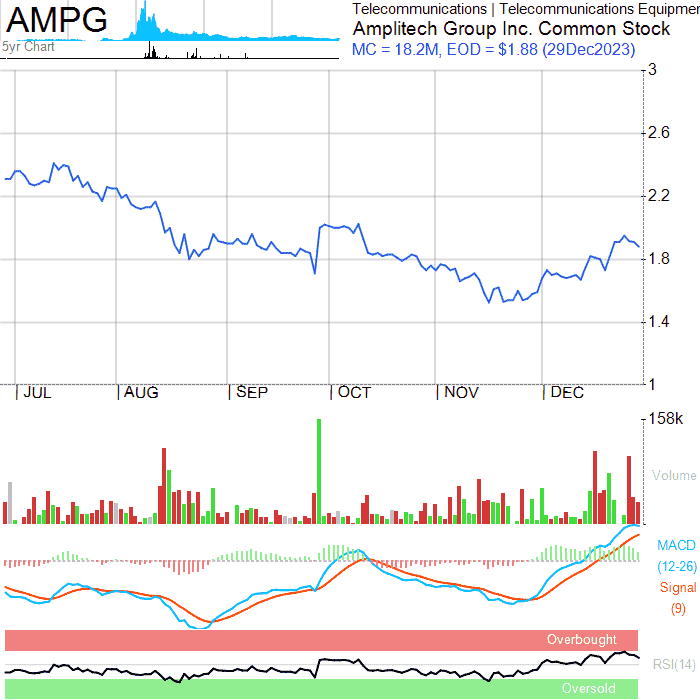 AMPG
5yr Chart
Telecommunications | Telecommunications Equipmen
Amplitech Group Inc. Common Stock
MC = 18.2M, EOD = $1.88 (29Dec2023)
3
2.6
2.2
1.8
1.4
1
| JUL | AUG | SEP | OCT | NOV | DEC
158k
Volume
MACD
(12-26)
Signal
(9)
Overbought
RSI(14)
Oversold